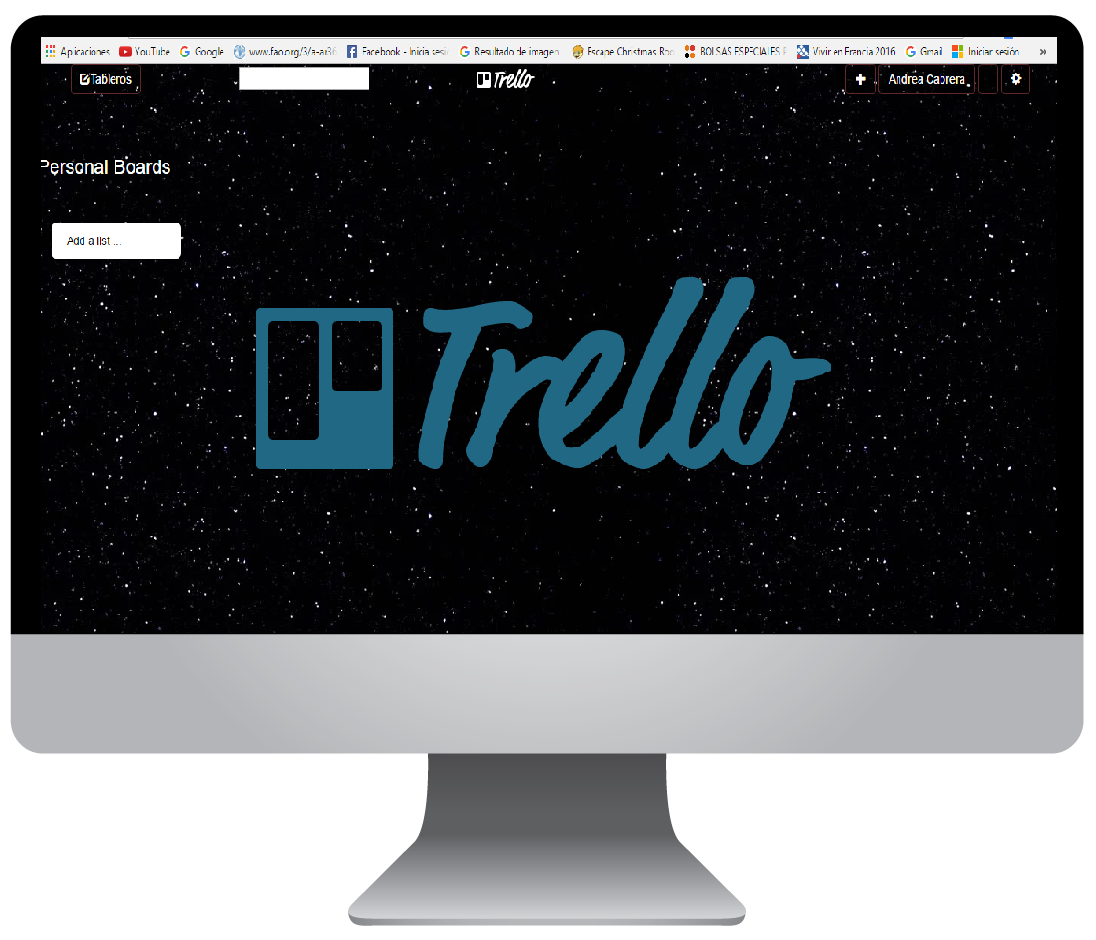 Aplicaciones YouTube Google www.fao.org/3/a-ai36 Facebook - Inicia sesi Resultado de imagen Escape Christmas Roo BOLSAS ESPECIALES P Vivir en Francia 2016 Gmail Iniciar sesión »
Tableros Trello Andrea Cabrera
Personal Boards
Add a list ...
Trello